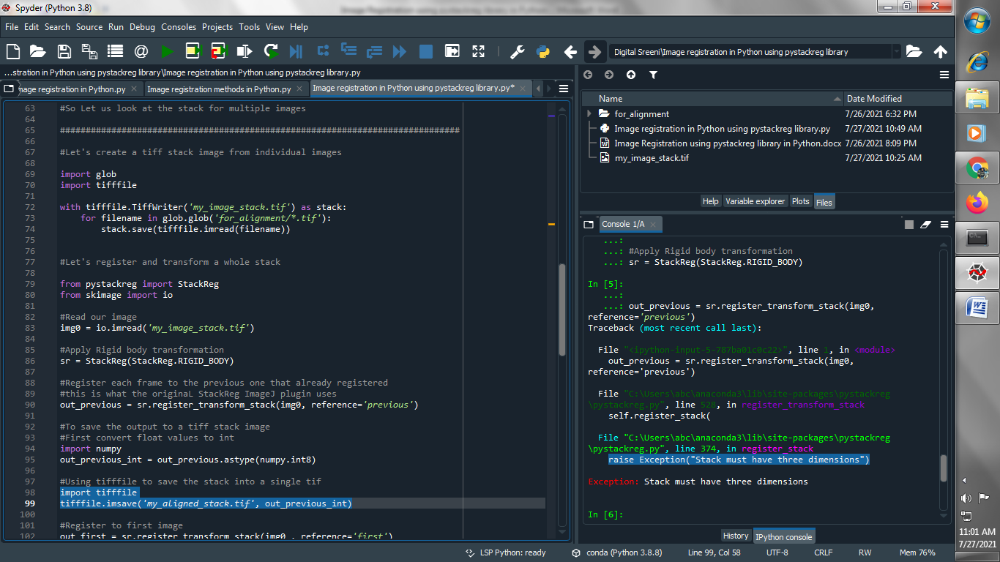 Spyder (Python 3.8)
File Edit Search Source Run Debug Consoles Projects Tools View Help
Digital Sreeni\Image registration in Python using pystackreg library
...stration in Python using pystackreg library\Image registration in Python using pystackreg library.py
mage registration in Python.py
Image registration methods in Python.py
Image registration in Python using pystackreg library.py*
63 #So Let us look at the stack for multiple images
64
65 ##############################################################################
66
67 #Let's create a tiff stack image from individual images
68
69 import glob
70 import tifffile
71
72 with tifffile.TiffWriter('my_image_stack.tif') as stack:
73     for filename in glob.glob('for_alignment/*.tif'):
74         stack.save(tifffile.imread(filename))
75
76
77 #Let's register and transform a whole stack
78
79 from pystackreg import StackReg
80 from skimage import io
81
82 #Read our image
83 img0 = io.imread('my_image_stack.tif')
84
85 #Apply Rigid body transformation
86 sr = StackReg(StackReg.RIGID_BODY)
87
88 #Register each frame to the previous one that already registered
89 #this is what the originaL StackReg ImageJ plugin uses
90 out_previous = sr.register_transform_stack(img0, reference='previous')
91
92 #To save the output to a tiff stack image
93 #First convert float values to int
94 import numpy
95 out_previous_int = out_previous.astype(numpy.int8)
96
97 #Using tifffile to save the stack into a single tif
98 import tifffile
99 tifffile.imsave('my_aligned_stack.tif', out_previous_int)
100
101 #Register to first image
102 out_first = sr.register_transform_stack(img0 , reference='first')
Name Date Modified
for_alignment 7/26/2021 6:32 PM
Image registration in Python using pystackreg library.py 7/27/2021 10:49 AM
Image Registration using pystackreg library in Python.docx 7/26/2021 8:09 PM
my_image_stack.tif 7/27/2021 10:25 AM
Help Variable explorer Plots Files
Console 1/A
...:
...: #Apply Rigid body transformation
...: sr = StackReg(StackReg.RIGID_BODY)
In [5]:
...:
...: out_previous = sr.register_transform_stack(img0,
reference='previous')
Traceback (most recent call last):
File "<ipython-input-5-787ba01c0c22>", line 1, in <module>
out_previous = sr.register_transform_stack(img0,
reference='previous')
File "C:\Users\abc\anaconda3\lib\site-packages\pystackreg
\pystackreg.py", line 528, in register_transform_stack
self.register_stack(
File "C:\Users\abc\anaconda3\lib\site-packages\pystackreg
\pystackreg.py", line 374, in register_stack
raise Exception("Stack must have three dimensions")
Exception: Stack must have three dimensions
In [6]:
History IPython console
LSP Python: ready conda (Python 3.8.8) Line 99, Col 58 UTF-8 CRLF RW Mem 76%
11:01 AM
7/27/2021